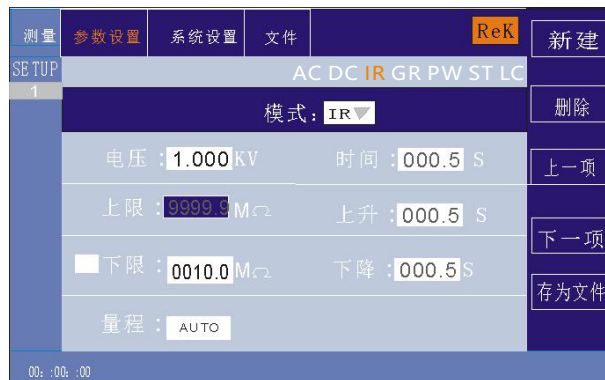 测量 参数设置 系统设置 文件 ReK 新建
SETUP AC DC IR GR PW ST LC
1
模式：IR 删除
电压：1.000 KV 时间：000.5 S 上一项
上限：9999.9 MΩ 上升：000.5 S
下一项
下限：0010.0 MΩ 下降：000.5 S
存为文件
量程：AUTO
00: :00: :00